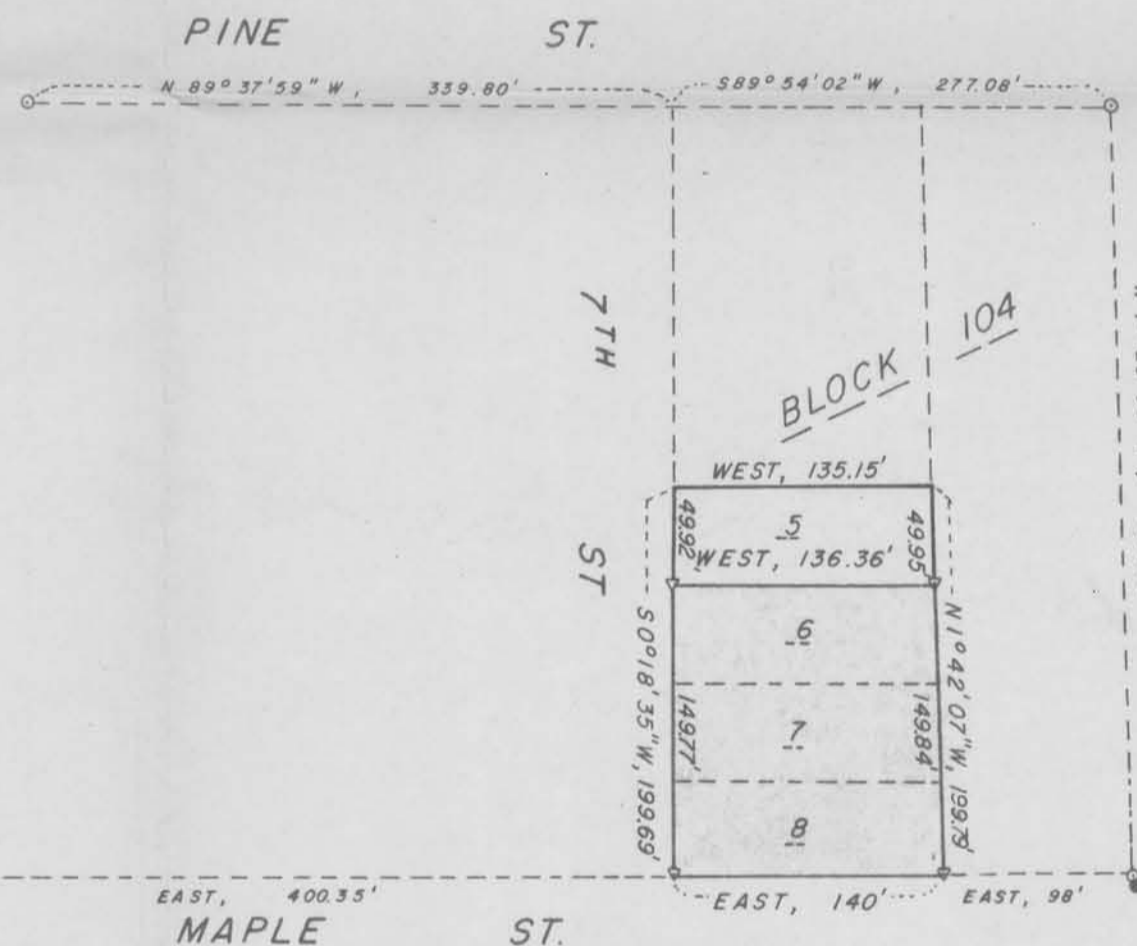 PINE ST.
N 89° 37' 59" W, 339.80'
S89° 54' 02" W, 277.08'
7TH ST
BLOCK 104
WEST, 135.15'
49.92'
5
49.95'
WEST, 136.36'
6
S0° 18' 35" W, 199.69'
149.77'
7
149.84'
N 1° 42' 07" W, 199.79'
8
EAST, 400.35'
EAST, 140'
EAST, 98'
MAPLE ST.